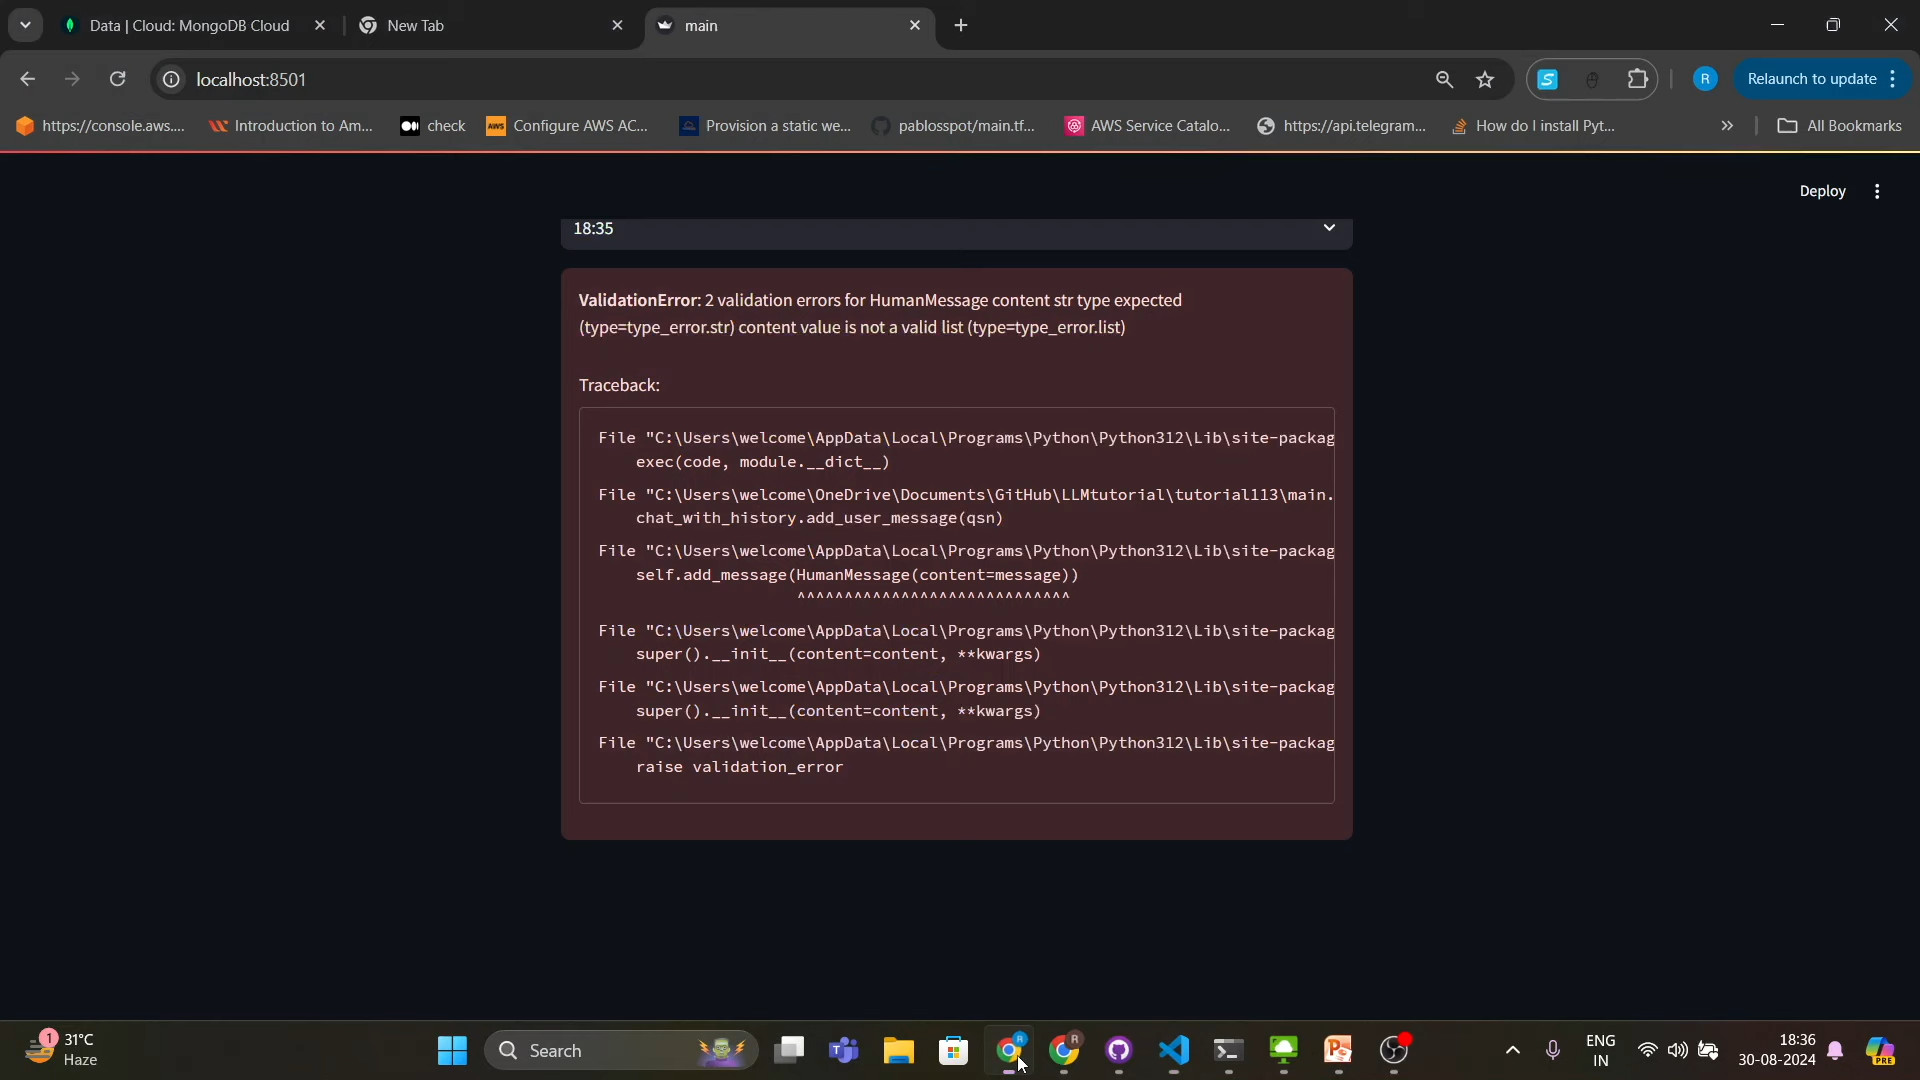 Data | Cloud: MongoDB Cloud
New Tab
main
localhost:8501
R
Relaunch to update
https://console.aws....
Introduction to Am...
check
Configure AWS AC...
Provision a static we...
pablosspot/main.tf...
AWS Service Catalo...
https://api.telegram...
How do I install Pyt...
»
All Bookmarks
Deploy
18:35
ValidationError: 2 validation errors for HumanMessage content str type expected
(type=type_error.str) content value is not a valid list (type=type_error.list)
Traceback:
File "C:\Users\welcome\AppData\Local\Programs\Python\Python312\Lib\site-packag
exec(code, module.__dict__)
File "C:\Users\welcome\OneDrive\Documents\GitHub\LLMtutorial\tutorial113\main.
chat_with_history.add_user_message(qsn)
File "C:\Users\welcome\AppData\Local\Programs\Python\Python312\Lib\site-packag
self.add_message(HumanMessage(content=message))
^^^^^^^^^^^^^^^^^^^^^^^^^^^^^
File "C:\Users\welcome\AppData\Local\Programs\Python\Python312\Lib\site-packag
super().__init__(content=content, **kwargs)
File "C:\Users\welcome\AppData\Local\Programs\Python\Python312\Lib\site-packag
super().__init__(content=content, **kwargs)
File "C:\Users\welcome\AppData\Local\Programs\Python\Python312\Lib\site-packag
raise validation_error
1
31°C
Haze
Search
ENG
IN
18:36
30-08-2024
PRE